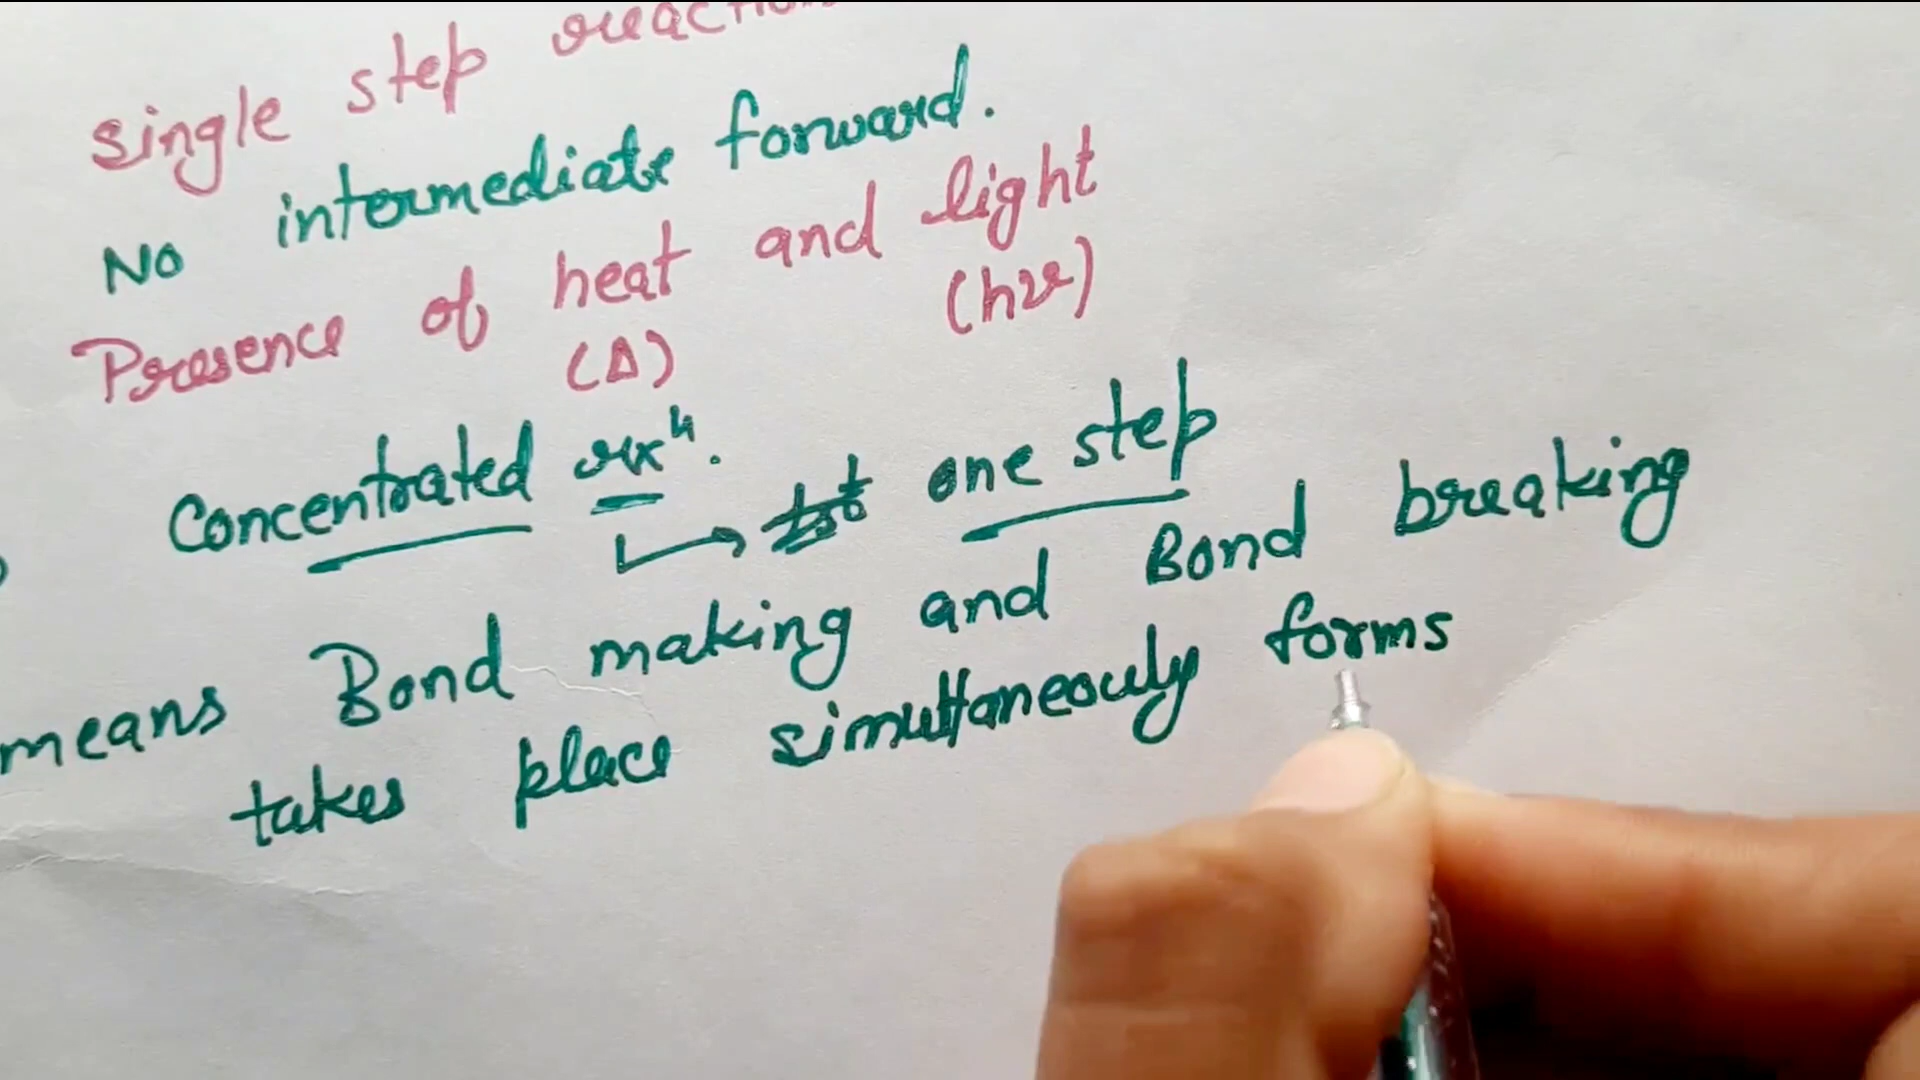 single step reaction
No intermediate forward.
Presence of heat and light
(Δ) (hν)
Concentrated rxⁿ.
↳ one step
means Bond making and Bond breaking
takes place simultaneouly forms